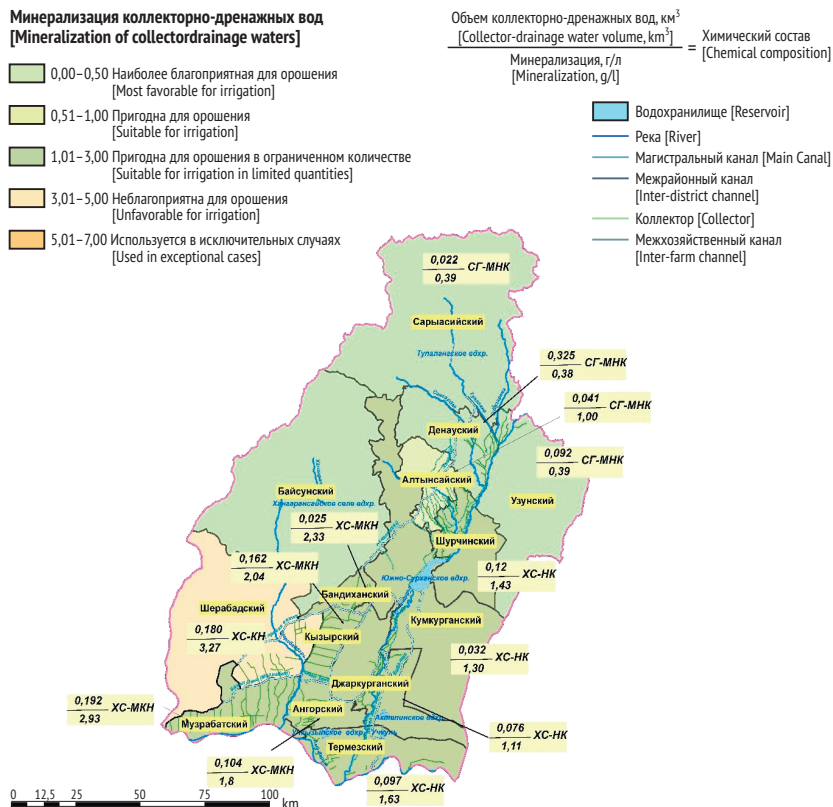 Минерализация коллекторно-дренажных вод
[Mineralization of collectordrainage waters]
0,00–0,50 Наиболее благоприятная для орошения
[Most favorable for irrigation]
0,51–1,00 Пригодна для орошения
[Suitable for irrigation]
1,01–3,00 Пригодна для орошения в ограниченном количестве
[Suitable for irrigation in limited quantities]
3,01–5,00 Неблагоприятна для орошения
[Unfavorable for irrigation]
5,01–7,00 Используется в исключительных случаях
[Used in exceptional cases]
Объем коллекторно-дренажных вод, км³
[Collector-drainage water volume, km³]
Минерализация, г/л
[Mineralization, g/l]
= Химический состав
[Chemical composition]
Водохранилище [Reservoir]
Река [River]
Магистральный канал [Main Canal]
Межрайонный канал
[Inter-district channel]
Коллектор [Collector]
Межхозяйственный канал
[Inter-farm channel]
0,022
0,39
СГ-МНК
Сарыасийский
Тупалангское вдхр.
0,325
0,38
СГ-МНК
0,041
1,00
СГ-МНК
Денауский
0,092
0,39
СГ-МНК
Алтынсайский
Байсунский
Узунский
0,025
2,33
ХС-МКН
Шурчинский
0,162
2,04
ХС-МКН
Южно-Сурханское вдхр.
0,12
1,43
ХС-НК
Бандиханский
Шерабадский
Кумкурганский
0,180
3,27
ХС-КН
Кызырский
0,032
1,30
ХС-НК
Джаркурганский
0,192
2,93
ХС-МКН
Ангорский
Музрабатский
Актепинское вдхр.
0,076
1,11
ХС-НК
Учкизыл
Термезский
0,104
1,8
ХС-МКН
0,097
1,63
ХС-НК
0 12,5 25 50 75 100
km